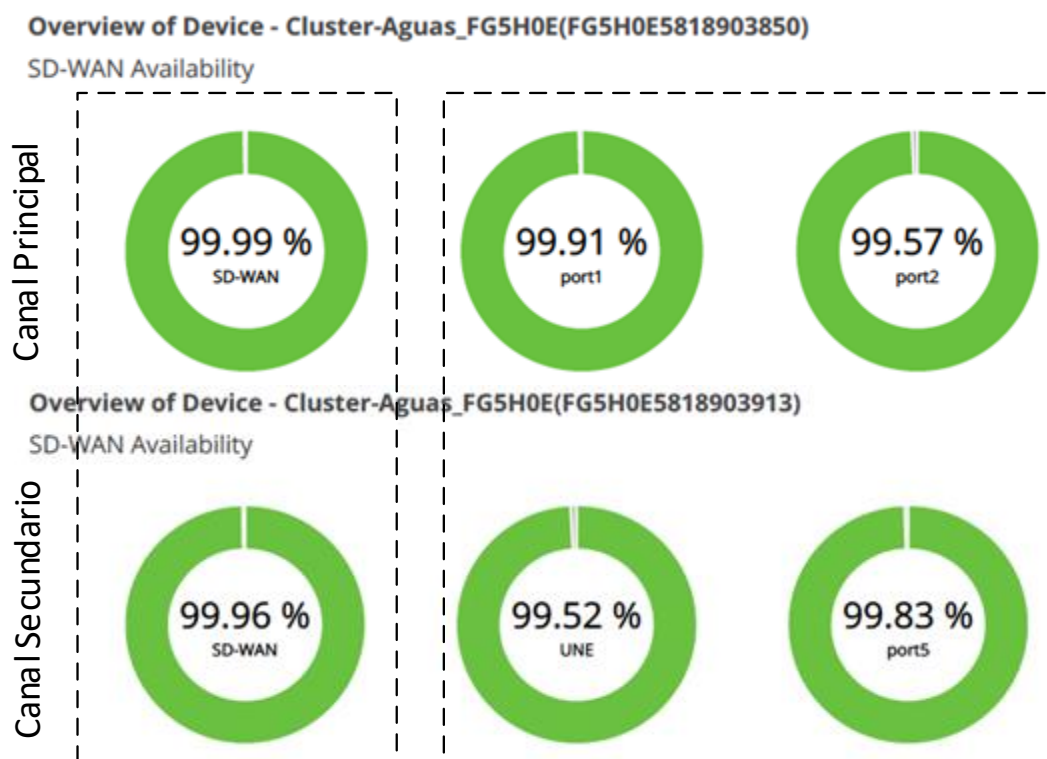 Overview of Device - Cluster-Aguas_FG5H0E(FG5H0E5818903850)
SD-WAN Availability
Canal Principal
99.99 %
SD-WAN
99.91 %
port1
99.57 %
port2
Overview of Device - Cluster-Aguas_FG5H0E(FG5H0E5818903913)
SD-WAN Availability
Canal Secundario
99.96 %
SD-WAN
99.52 %
UNE
99.83 %
port5